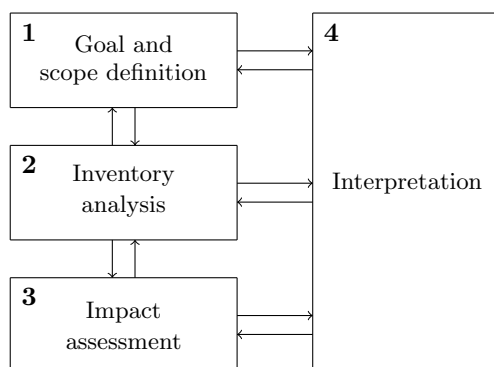 1
Goal and
scope definition
2
Inventory
analysis
3
Impact
assessment
4
Interpretation